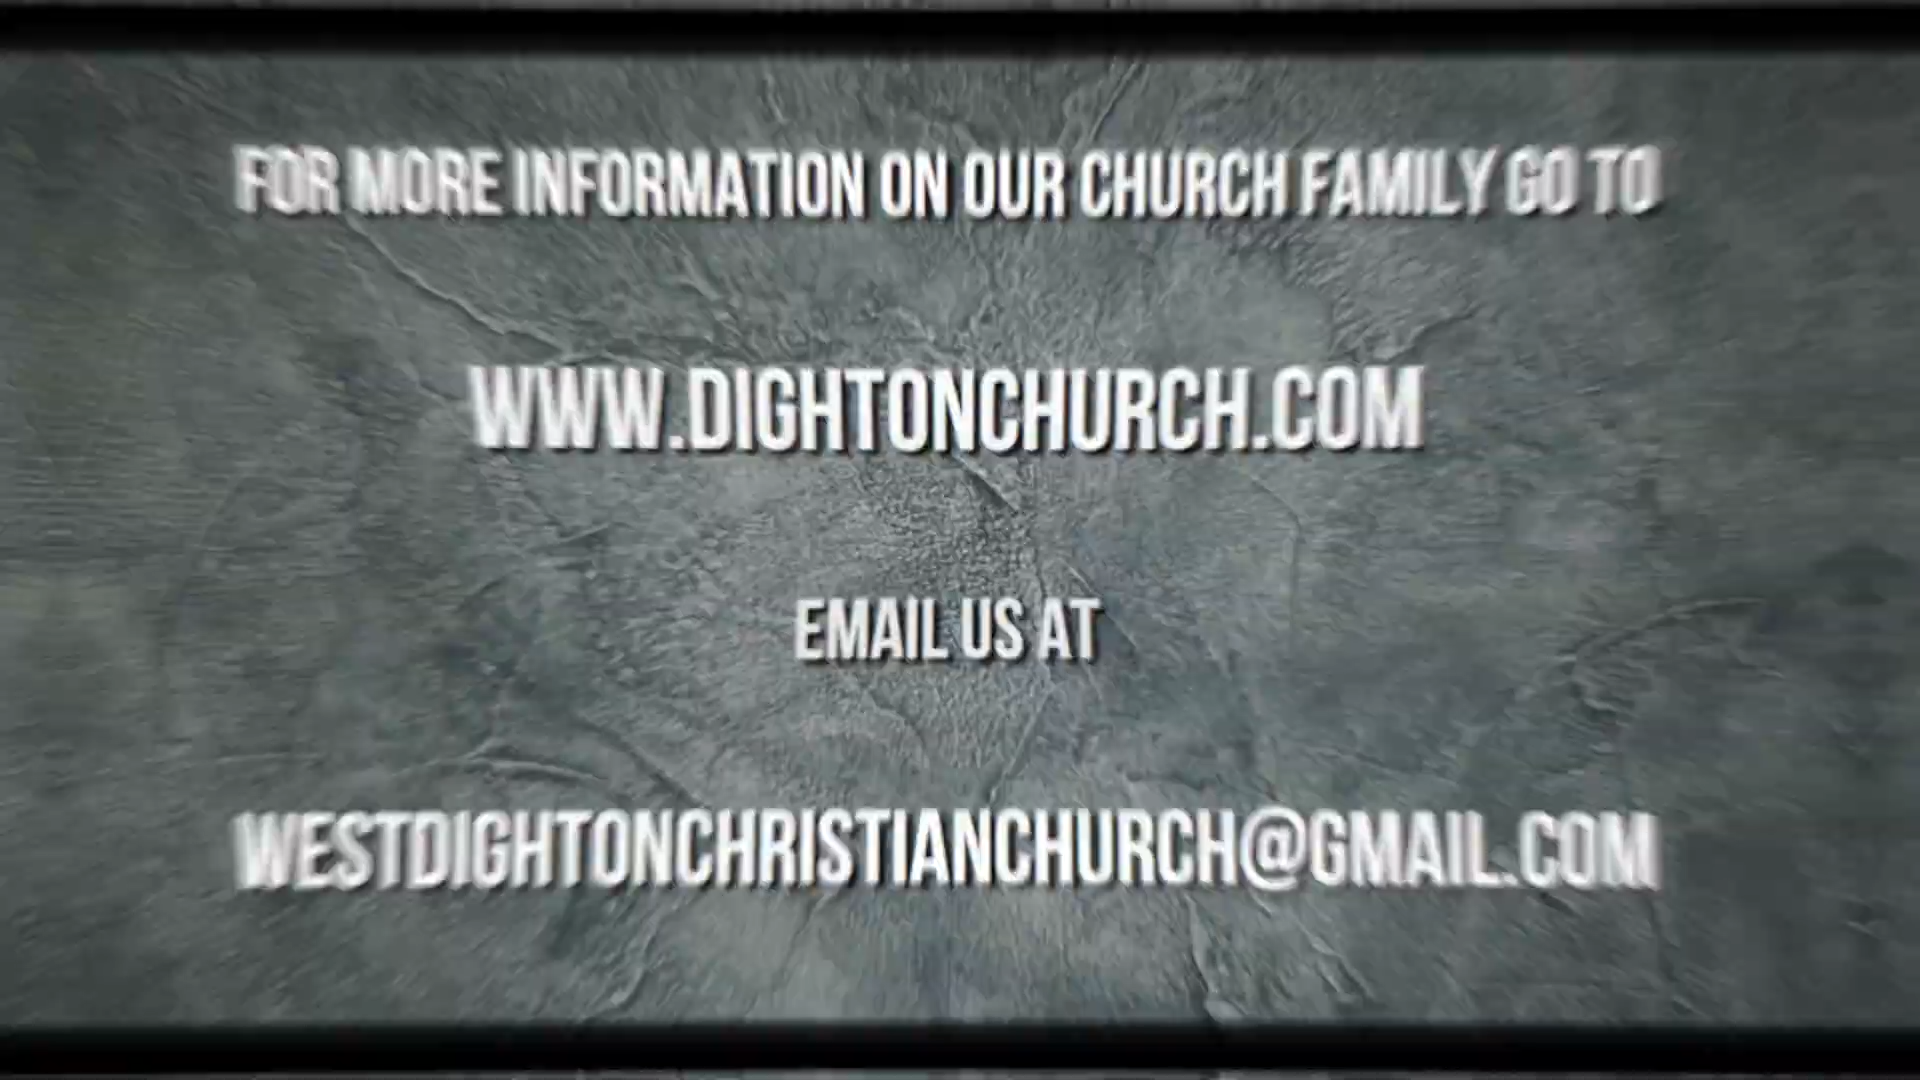 FOR MORE INFORMATION ON OUR CHURCH FAMILY GO TO
WWW.DIGHTONCHURCH.COM
EMAIL US AT
WESTDIGHTONCHRISTIANCHURCH@GMAIL.COM